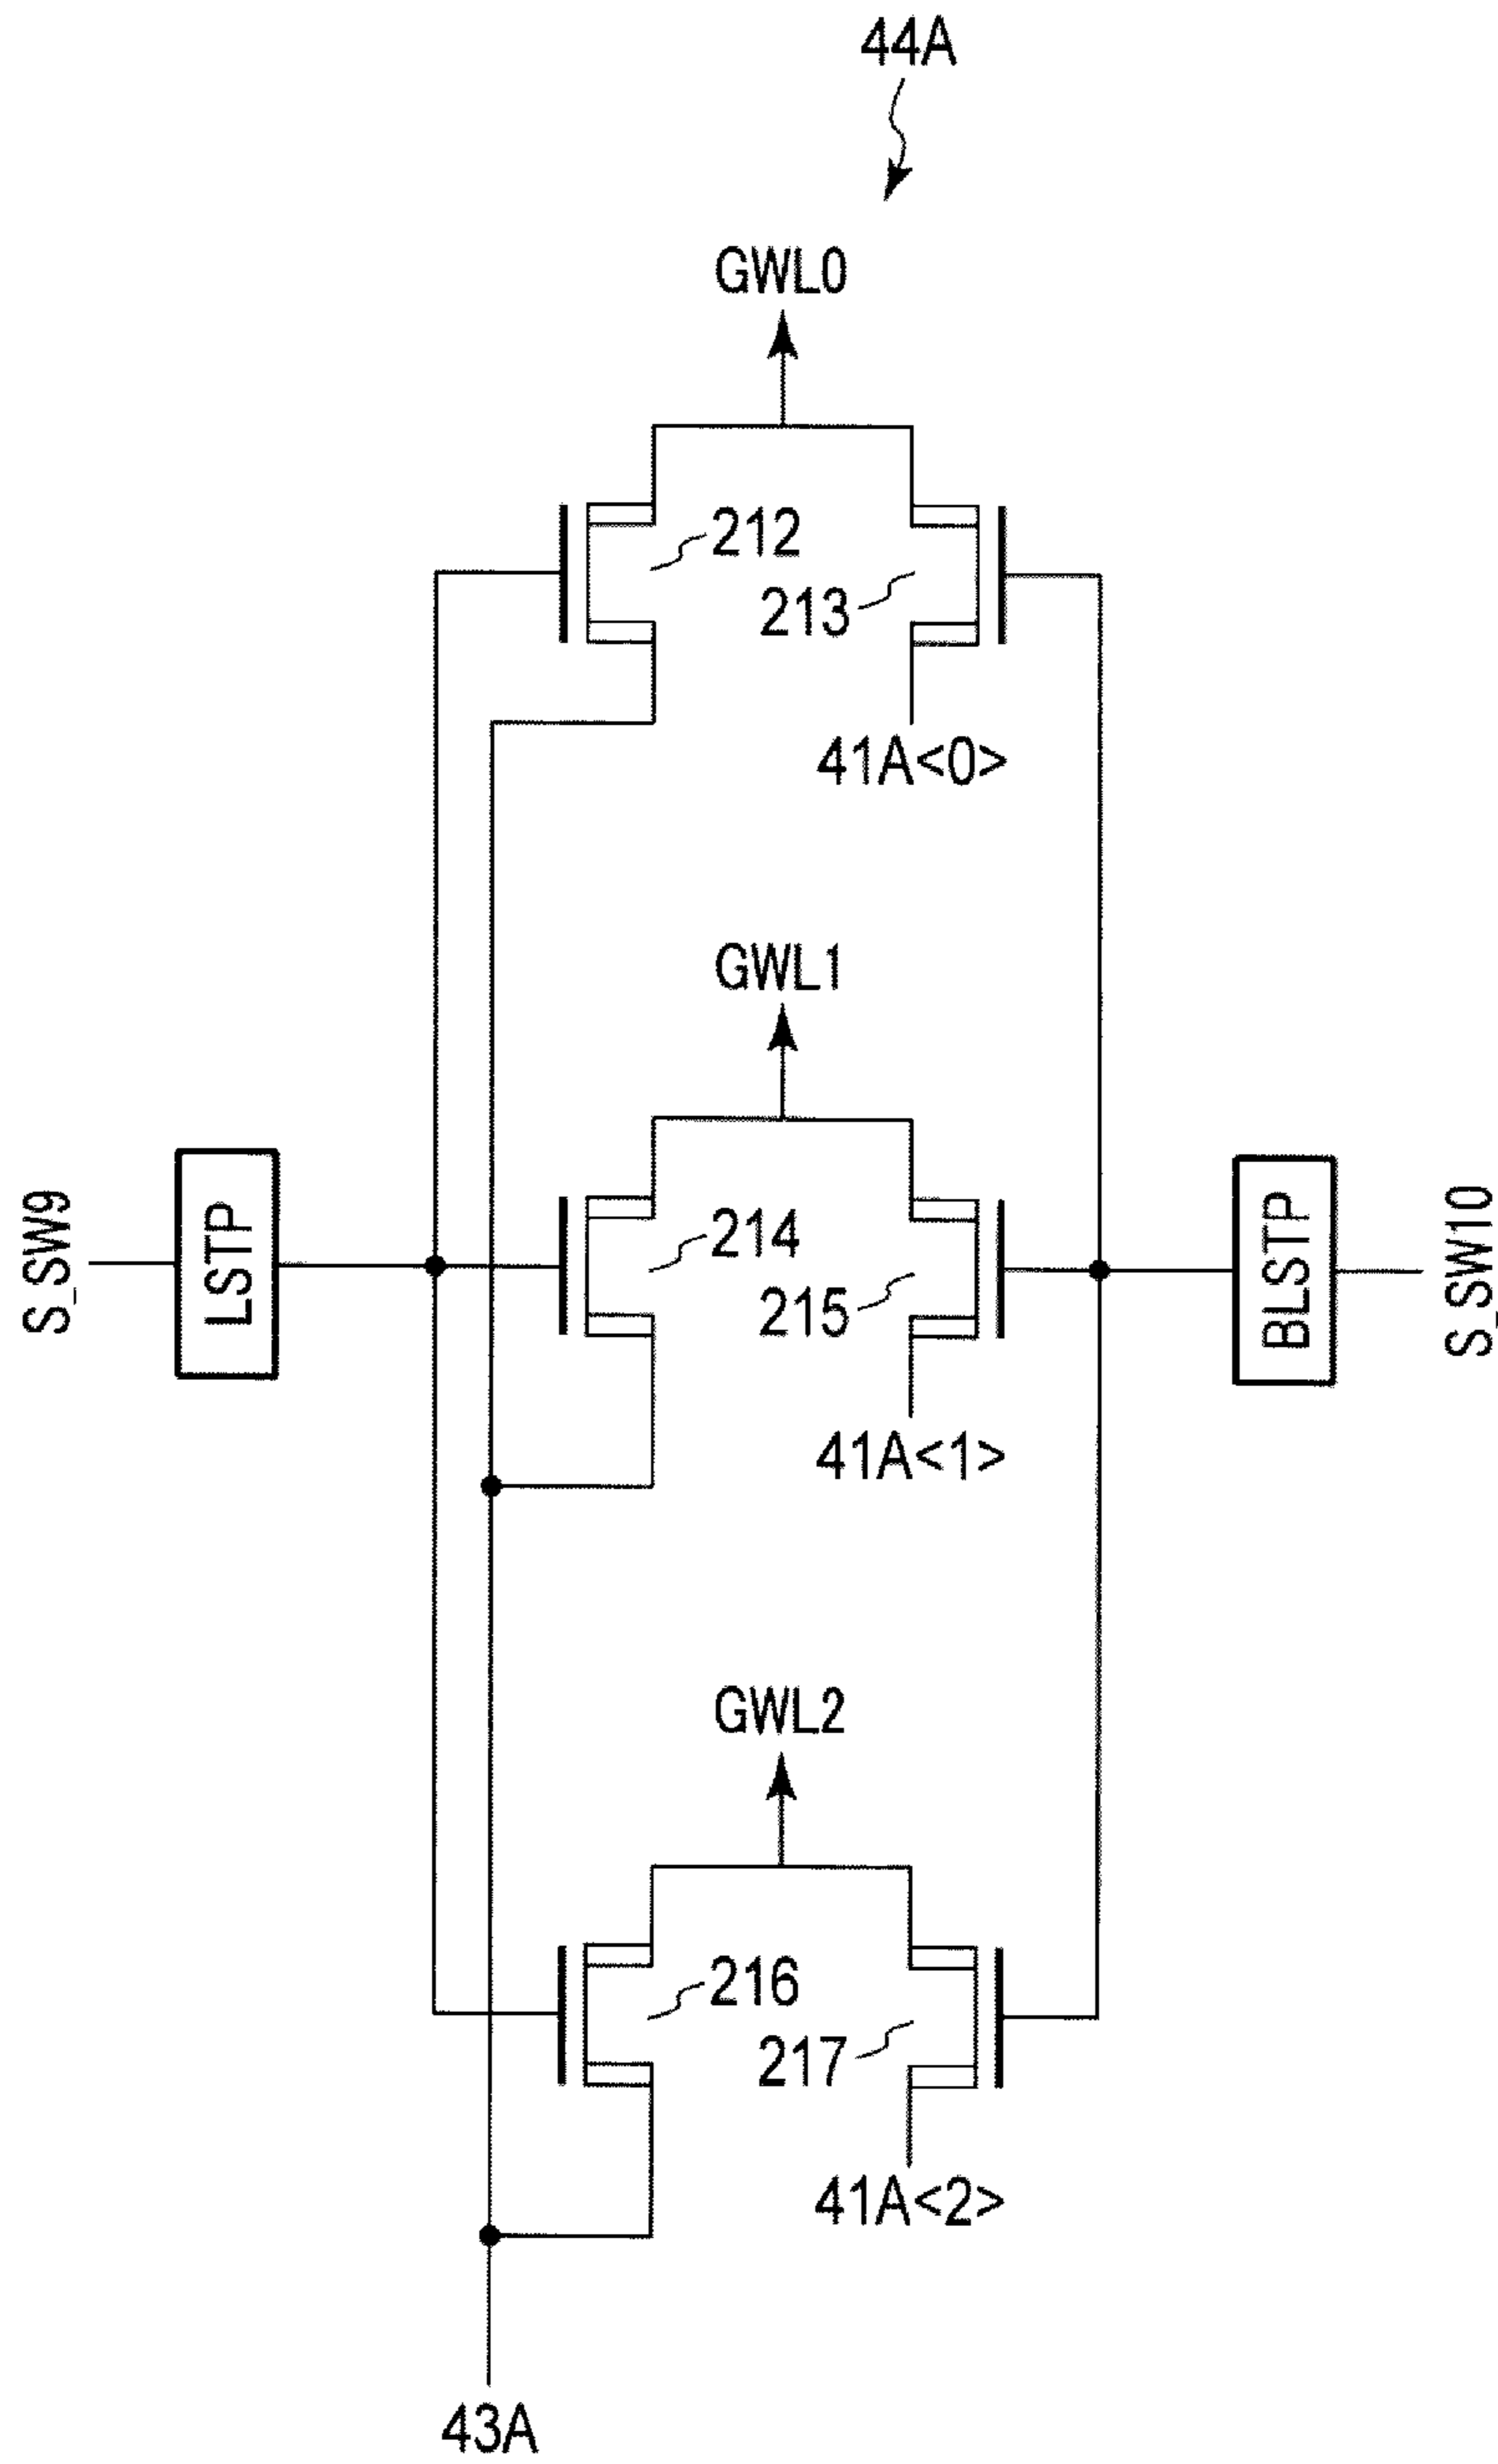 44A
GWL0
212
213
41A<0>
GWL1
S_SW9
LSTP
214
215
BLSTP
S_SW10
41A<1>
GWL2
216
217
41A<2>
43A